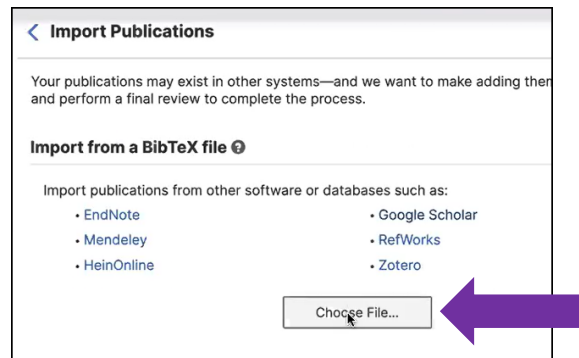 Import Publications
Your publications may exist in other systems—and we want to make adding
and perform a final review to complete the process.
Import from a BibTeX file
Import publications from other software or databases such as:
• EndNote
• Google Scholar
• Mendeley
• RefWorks
• HeinOnline
• Zotero
Choose File...